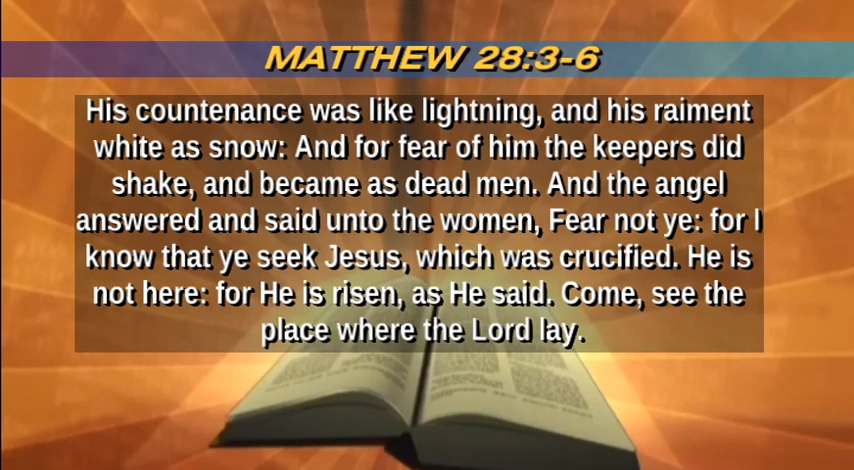 MATTHEW 28:3-6
His countenance was like lightning, and his raiment
white as snow: And for fear of him the keepers did
shake, and became as dead men. And the angel
answered and said unto the women, Fear not ye: for I
know that ye seek Jesus, which was crucified. He is
not here: for He is risen, as He said. Come, see the
place where the Lord lay.